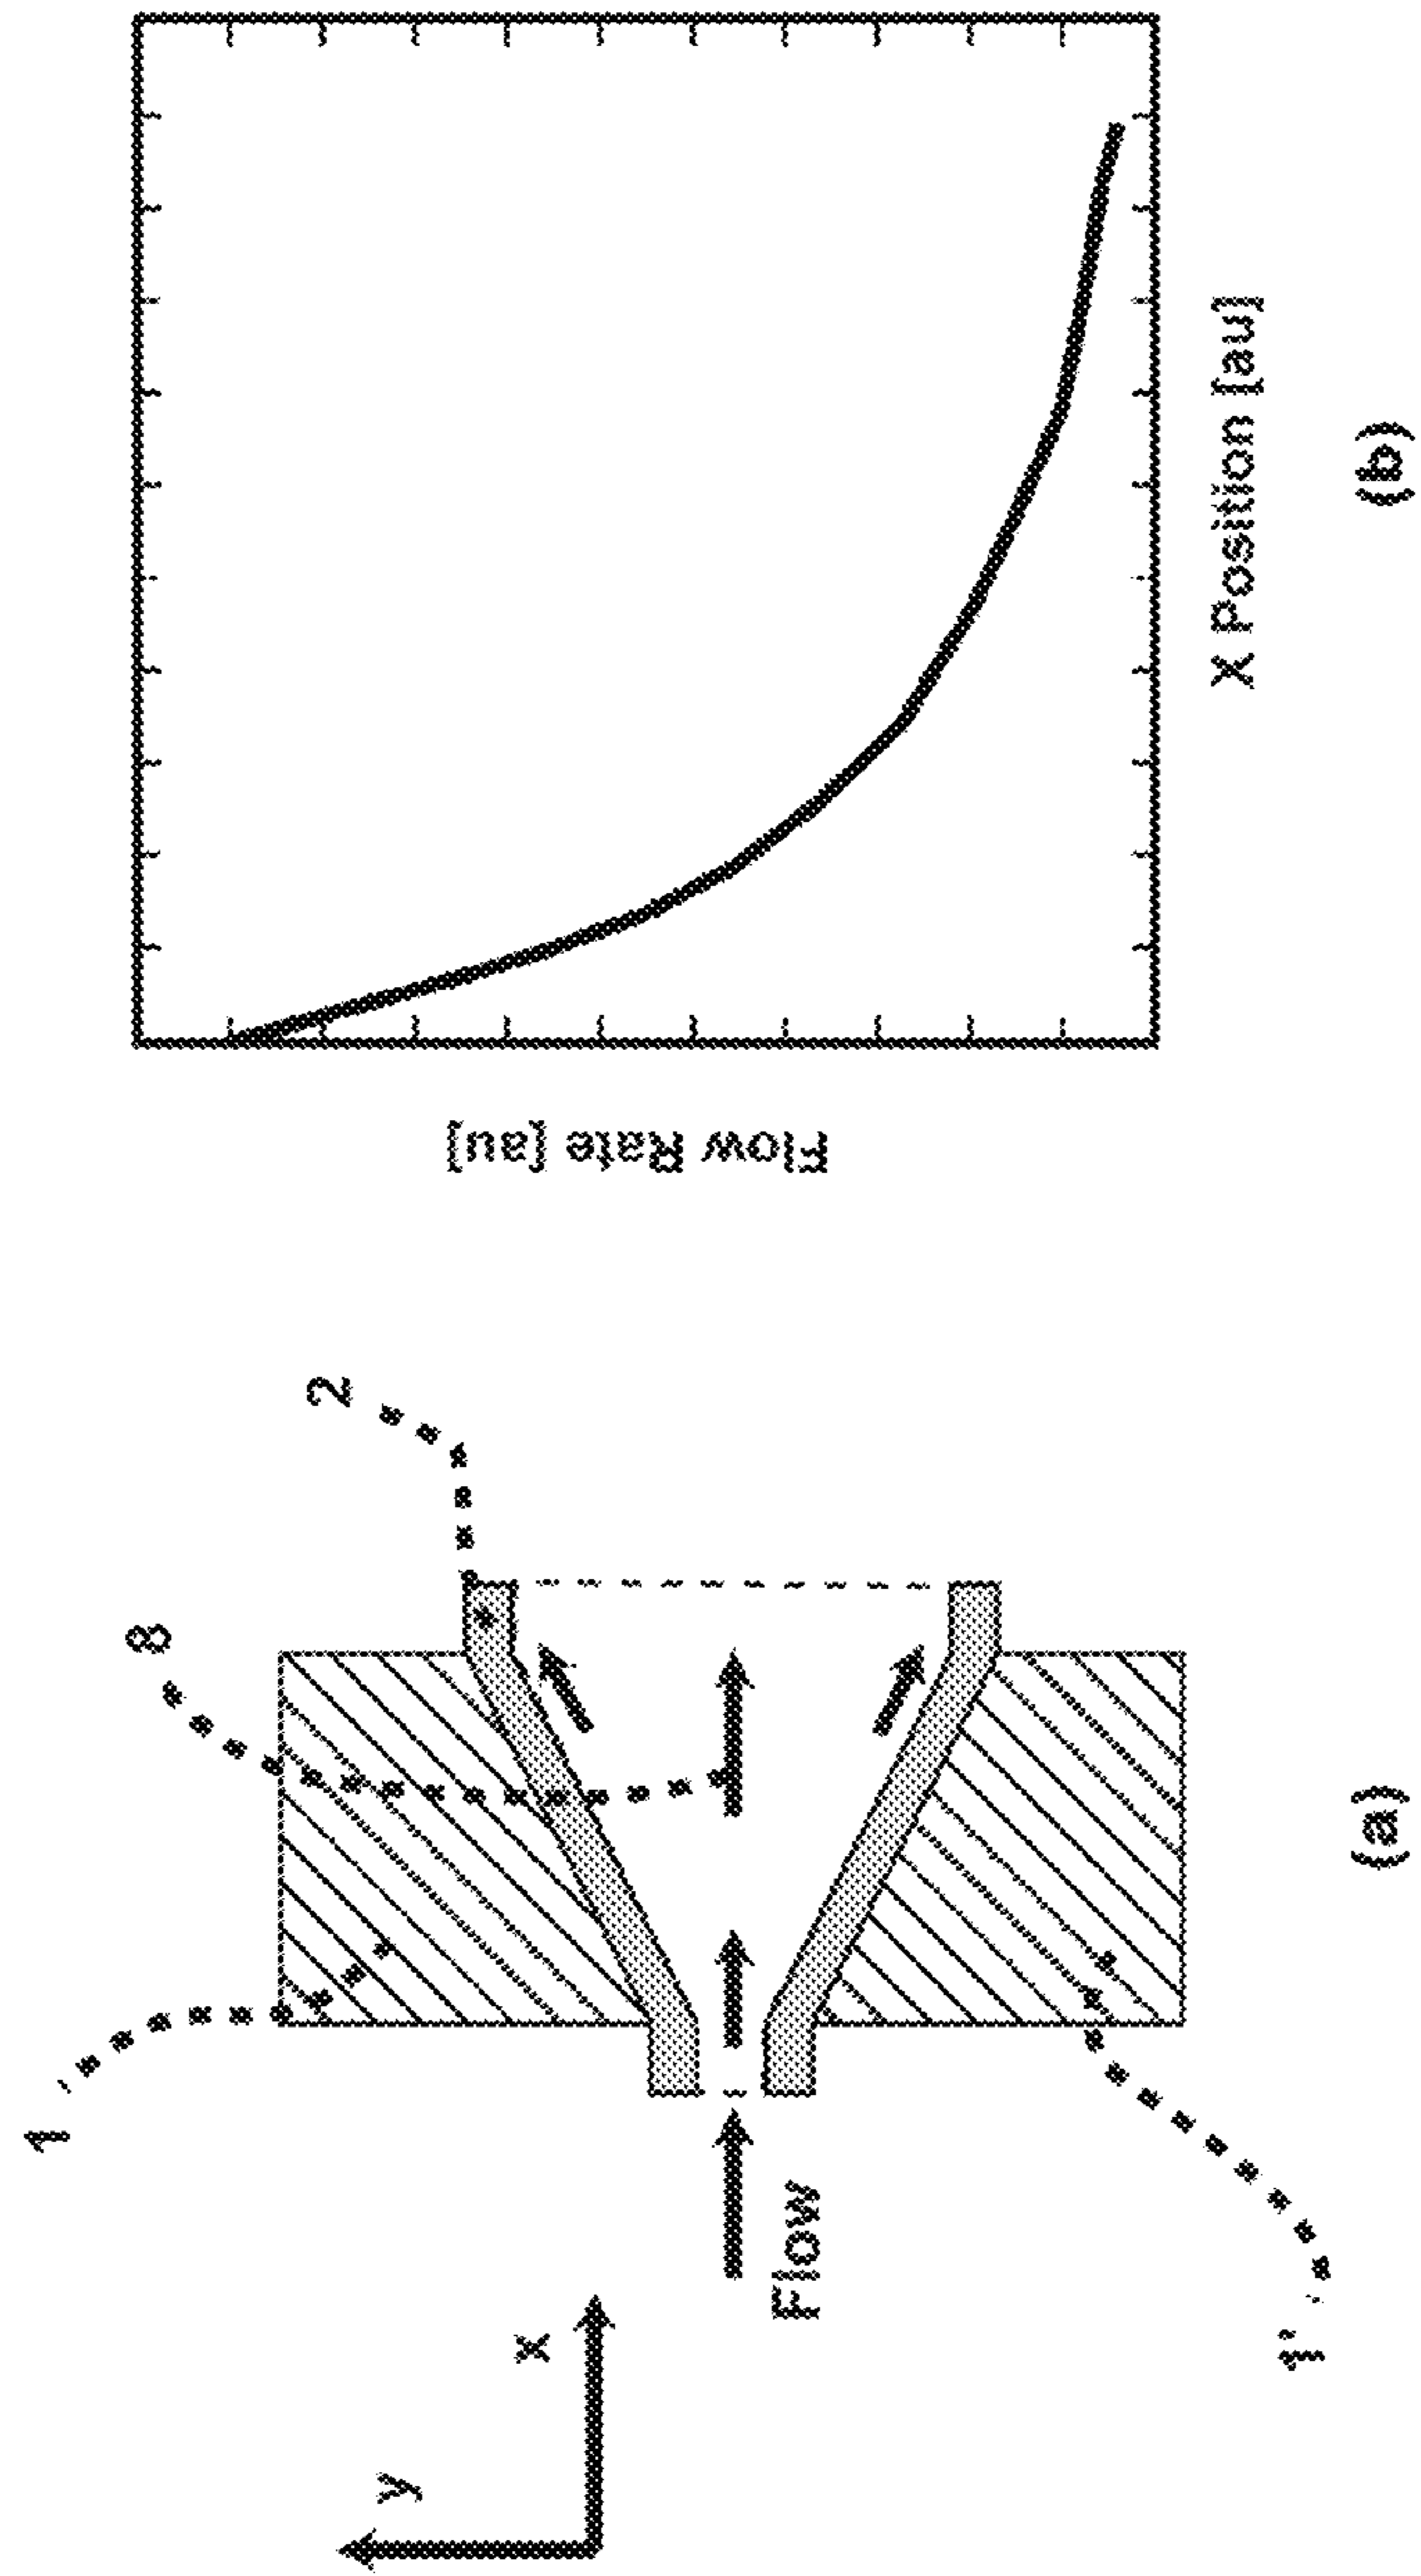 y
x
Flow
1
1'
8
2
(a)
Flow Rate [au]
X Position [au]
(b)